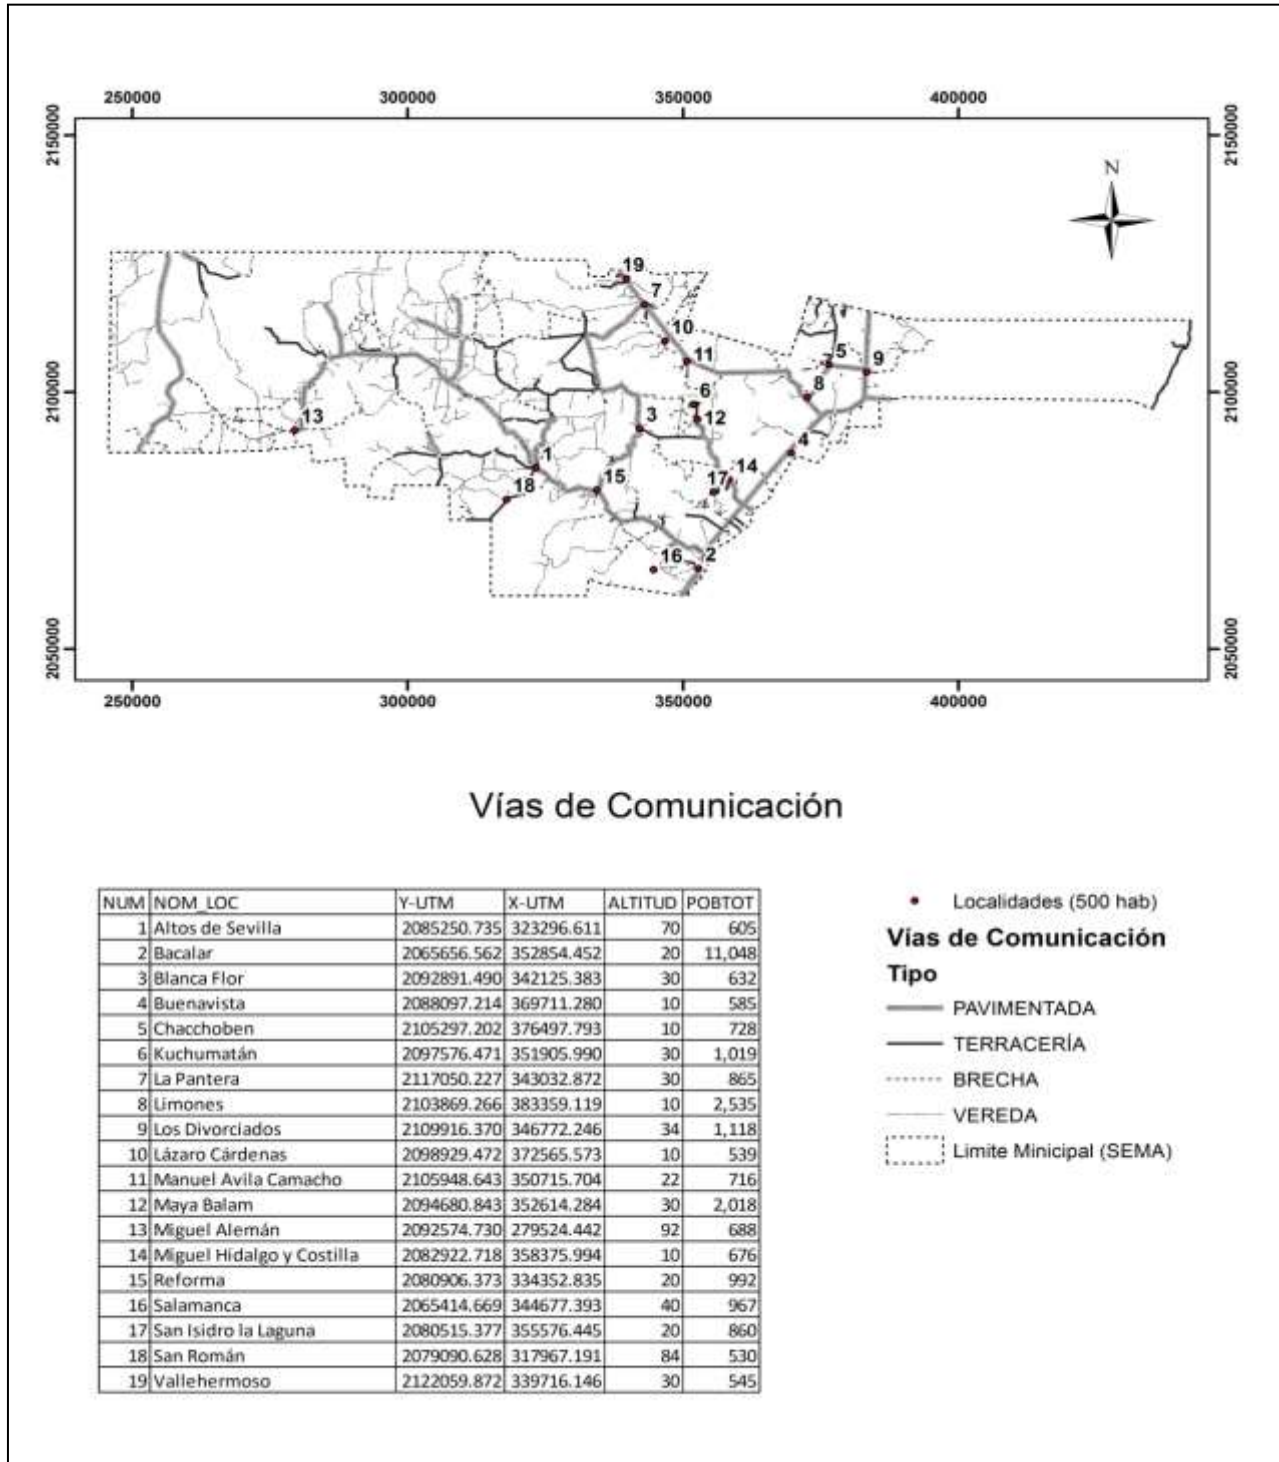 250000 300000 350000 400000
2150000 2150000
N
19
7
10
11
5
9
8
6
12
13
3
4
1
15
18
17
14
16
2
2100000 2100000
2050000 2050000
250000 300000 350000 400000
Vías de Comunicación
NUM NOM_LOC Y-UTM X-UTM ALTITUD POBTOT
1 Altos de Sevilla 2085250.735 323296.611 70 605
2 Bacalar 2065656.562 352854.452 20 11,048
3 Blanca Flor 2092891.490 342125.383 30 632
4 Buenavista 2088097.214 369711.280 10 585
5 Chacchoben 2105297.202 376497.793 10 728
6 Kuchumatán 2097576.471 351905.990 30 1,019
7 La Pantera 2117050.227 343032.872 30 865
8 Limones 2103869.266 383359.119 10 2,535
9 Los Divorciados 2109916.370 346772.246 34 1,118
10 Lázaro Cárdenas 2098929.472 372565.573 10 539
11 Manuel Avila Camacho 2105948.643 350715.704 22 716
12 Maya Balam 2094680.843 352614.284 30 2,018
13 Miguel Alemán 2092574.730 279524.442 92 688
14 Miguel Hidalgo y Costilla 2082922.718 358375.994 10 676
15 Reforma 2080906.373 334352.835 20 992
16 Salamanca 2065414.669 344677.393 40 967
17 San Isidro la Laguna 2080515.377 355576.445 20 860
18 San Román 2079090.628 317967.191 84 530
19 Vallehermoso 2122059.872 339716.146 30 545
Localidades (500 hab)
Vías de Comunicación
Tipo
PAVIMENTADA
TERRACERÍA
BRECHA
VEREDA
Limite Minicipal (SEMA)